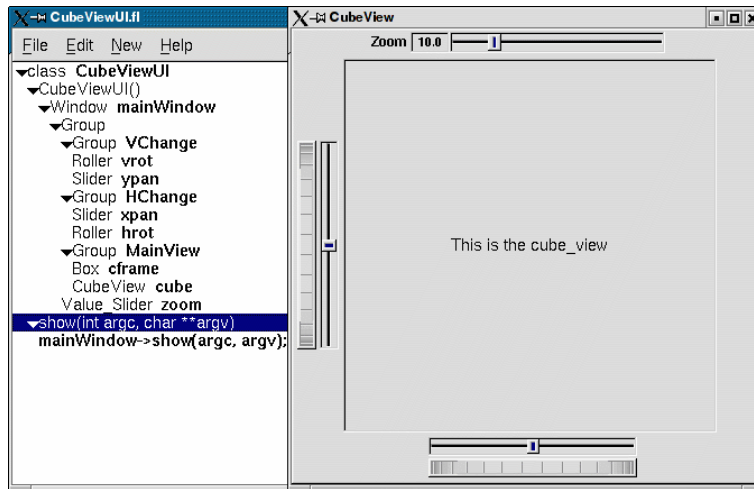 CubeViewUI.fl
File Edit New Help
class CubeViewUI
CubeViewUI()
Window mainWindow
Group
Group VChange
Roller vrot
Slider ypan
Group HChange
Slider xpan
Roller hrot
Group MainView
Box cframe
CubeView cube
Value_Slider zoom
show(int argc, char **argv)
mainWindow->show(argc, argv);
CubeView
Zoom 10.0
This is the cube_view